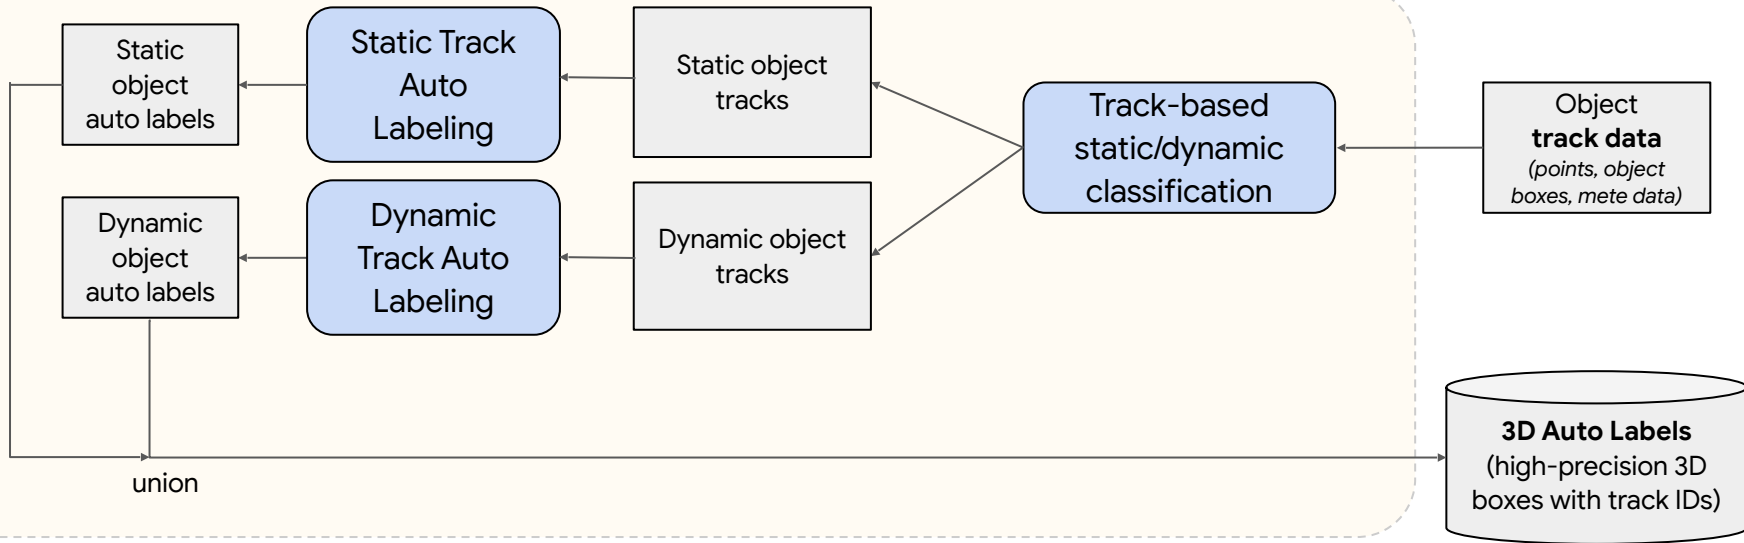 Static
object
auto labels
Static Track
Auto
Labeling
Static object
tracks
Track-based
static/dynamic
classification
Object
track data
(points, object
boxes, mete data)
Dynamic
object
auto labels
Dynamic
Track Auto
Labeling
Dynamic object
tracks
union
3D Auto Labels
(high-precision 3D
boxes with track IDs)